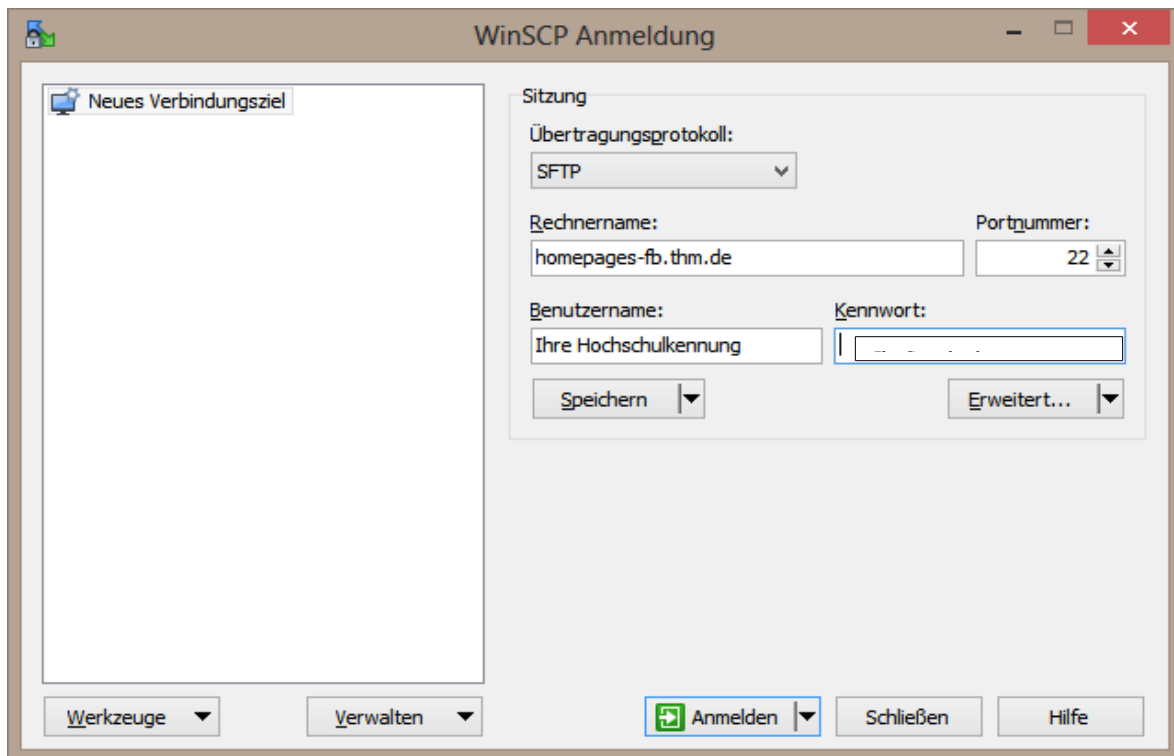 WinSCP Anmeldung
Neues Verbindungsziel
Sitzung
Übertragungsprotokoll:
SFTP
Rechnername:
Portnummer:
homepages-fb.thm.de
22
Benutzername:
Kennwort:
Ihre Hochschulkennung
Speichern
Erweitert...
Werkzeuge
Verwalten
Anmelden
Schließen
Hilfe